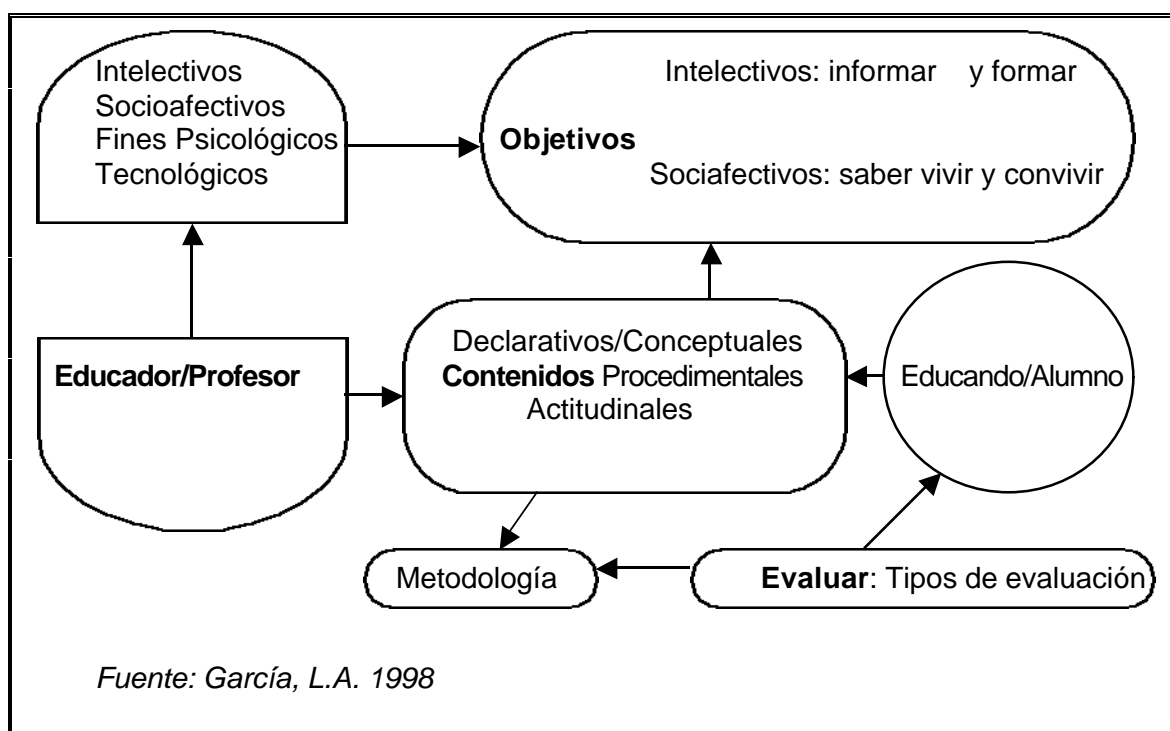 Intelectivos
Socioafectivos
Fines Psicológicos
Tecnológicos
Intelectivos: informar y formar
Objetivos
Sociafectivos: saber vivir y convivir
Educador/Profesor
Declarativos/Conceptuales
Contenidos Procedimentales
Actitudinales
Educando/Alumno
Metodología
Evaluar: Tipos de evaluación
Fuente: García, L.A. 1998